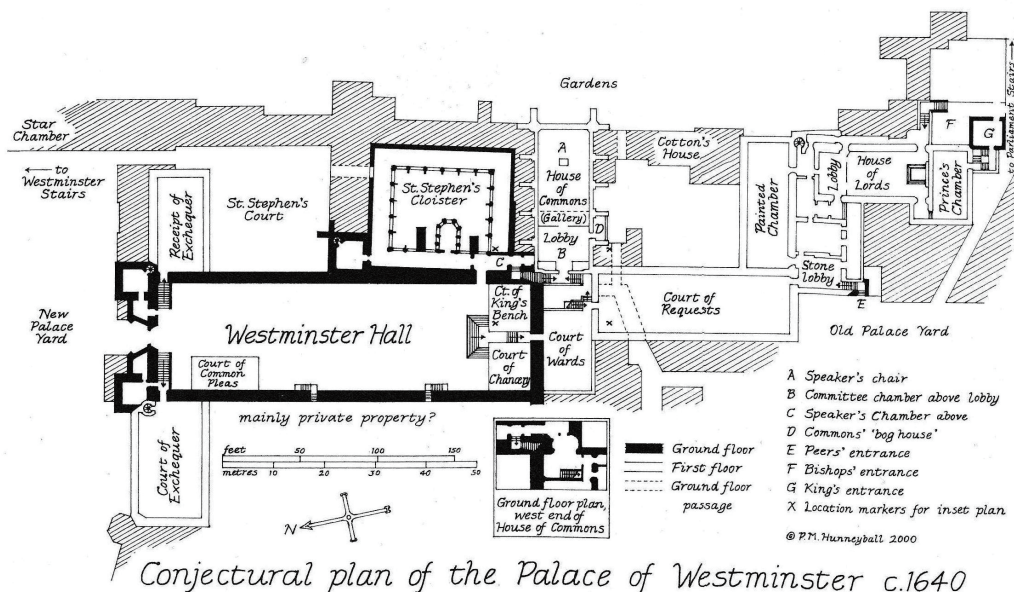 Gardens
Star
Chamber
← to
Westminster
Stairs
Receipt of
Exchequer
St. Stephen's
Court
St. Stephen's
Cloister
C
A
House
of
Commons
(Gallery)
Lobby
B
D
Cotton's
House
Painted
Chamber
Lobby
House
of
Lords
Prince's
Chamber
F
G
to Parliament Stairs →
Stone
lobby
E
New
Palace
Yard
Westminster Hall
Court of
Common
Pleas
Ct. of
King's
Bench
x
Court
of
Chancery
Court
of
Wards
Court of
Requests
x
Old Palace Yard
Court of
Exchequer
mainly private property?
feet 50 100 150
metres 10 20 30 40 50
N
Ground floor plan,
west end of
House of Commons
Ground floor
First floor
Ground floor
passage
A Speaker's chair
B Committee chamber above lobby
C Speaker's Chamber above
D Commons' 'bog house'
E Peers' entrance
F Bishops' entrance
G King's entrance
X Location markers for inset plan
© P.M. Hunneyball 2000
Conjectural plan of the Palace of Westminster c.1640